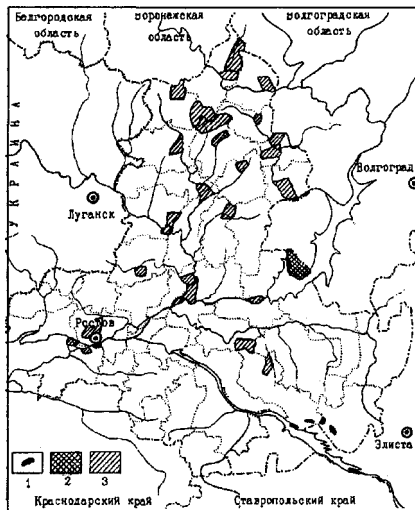 Белгородская
область
Воронежская
область
Волгоградская
область
УКРАИНА
Волгоград
Луганск
Ростов
Элиста
1 2 3
Краснодарский край
Ставропольский край